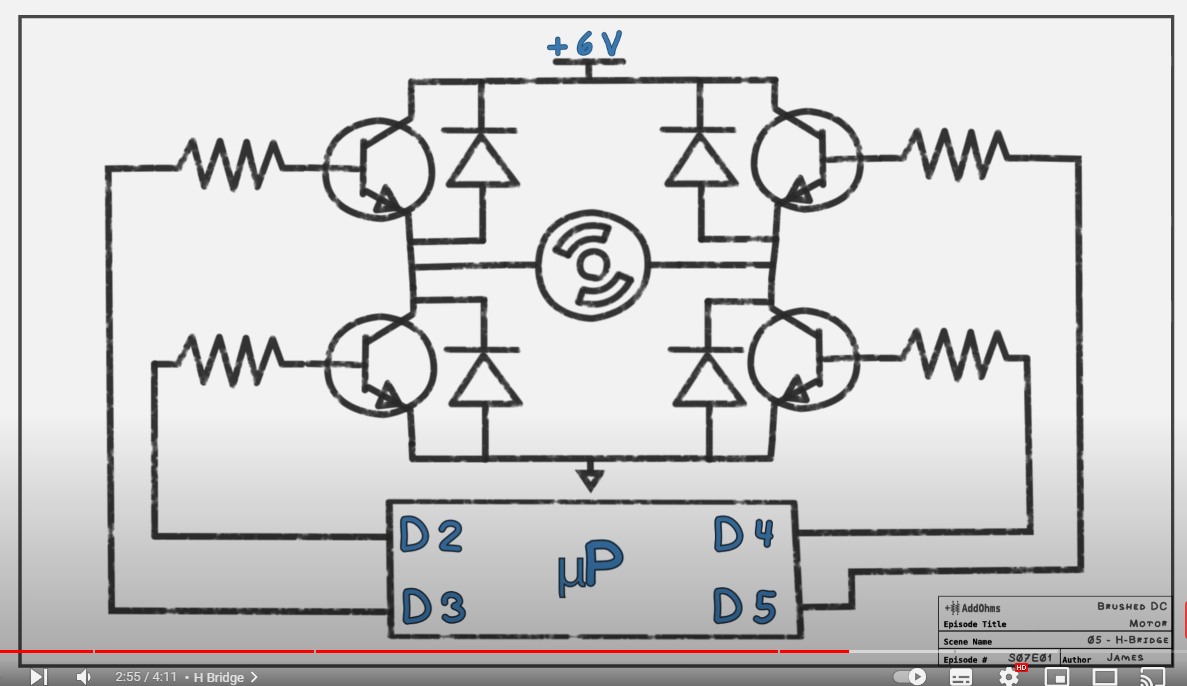 +6V
D2
D4
μP
D3
D5
AddOhms
BRUSHED DC
Episode Title
MOTOR
Scene Name
05 - H-BRIDGE
Episode #
S07E01
Author
JAMES
HD
2:55 / 4:11 • H Bridge